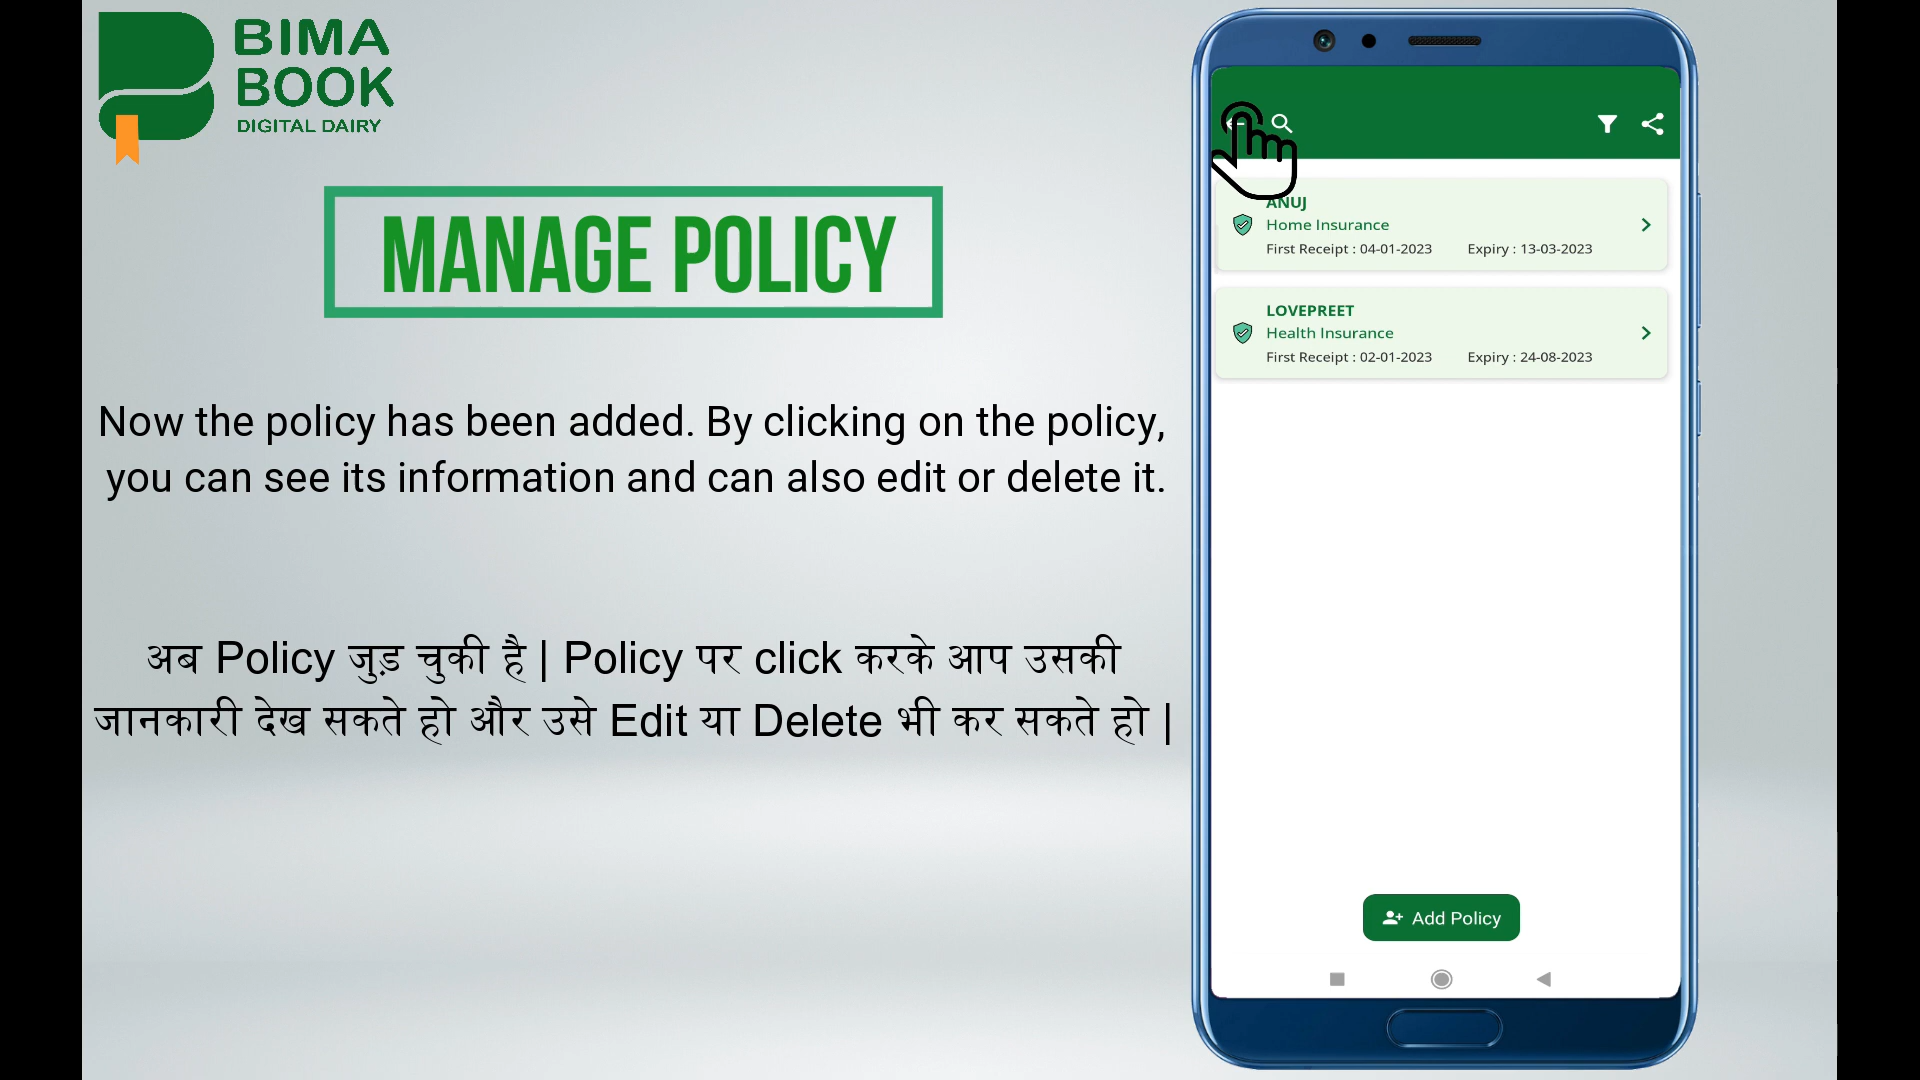 BIMA
BOOK
DIGITAL DAIRY
MANAGE POLICY
Now the policy has been added. By clicking on the policy,
you can see its information and can also edit or delete it.
अब Policy जुड़ चुकी है | Policy पर click करके आप उसकी
जानकारी देख सकते हो और उसे Edit या Delete भी कर सकते हो |
ANUJ
Home Insurance
First Receipt : 04-01-2023 Expiry : 13-03-2023
LOVEPREET
Health Insurance
First Receipt : 02-01-2023 Expiry : 24-08-2023
Add Policy